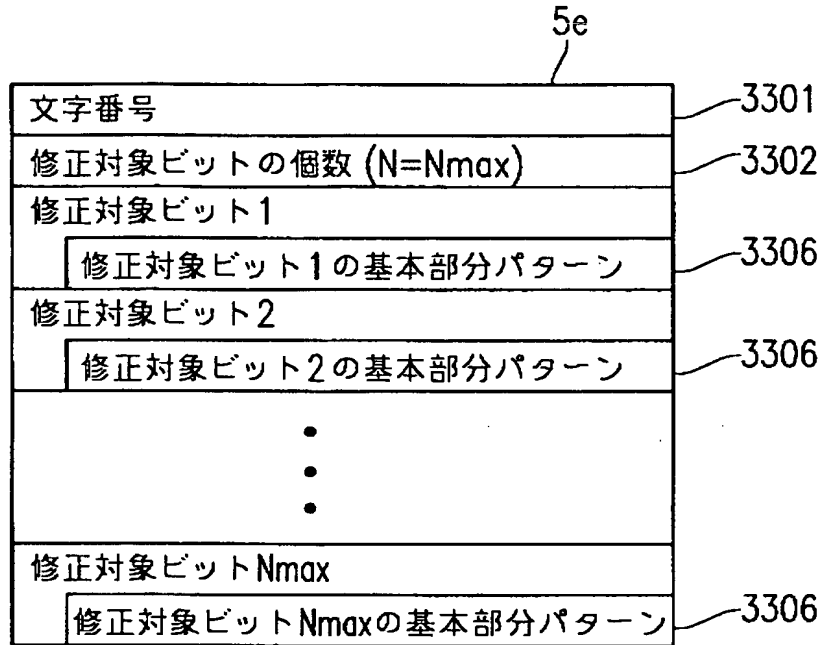 5e
文字番号 3301
修正対象ビットの個数 (N=Nmax) 3302
修正対象ビット1
修正対象ビット1の基本部分パターン 3306
修正対象ビット2
修正対象ビット2の基本部分パターン 3306
修正対象ビットNmax
修正対象ビットNmaxの基本部分パターン 3306